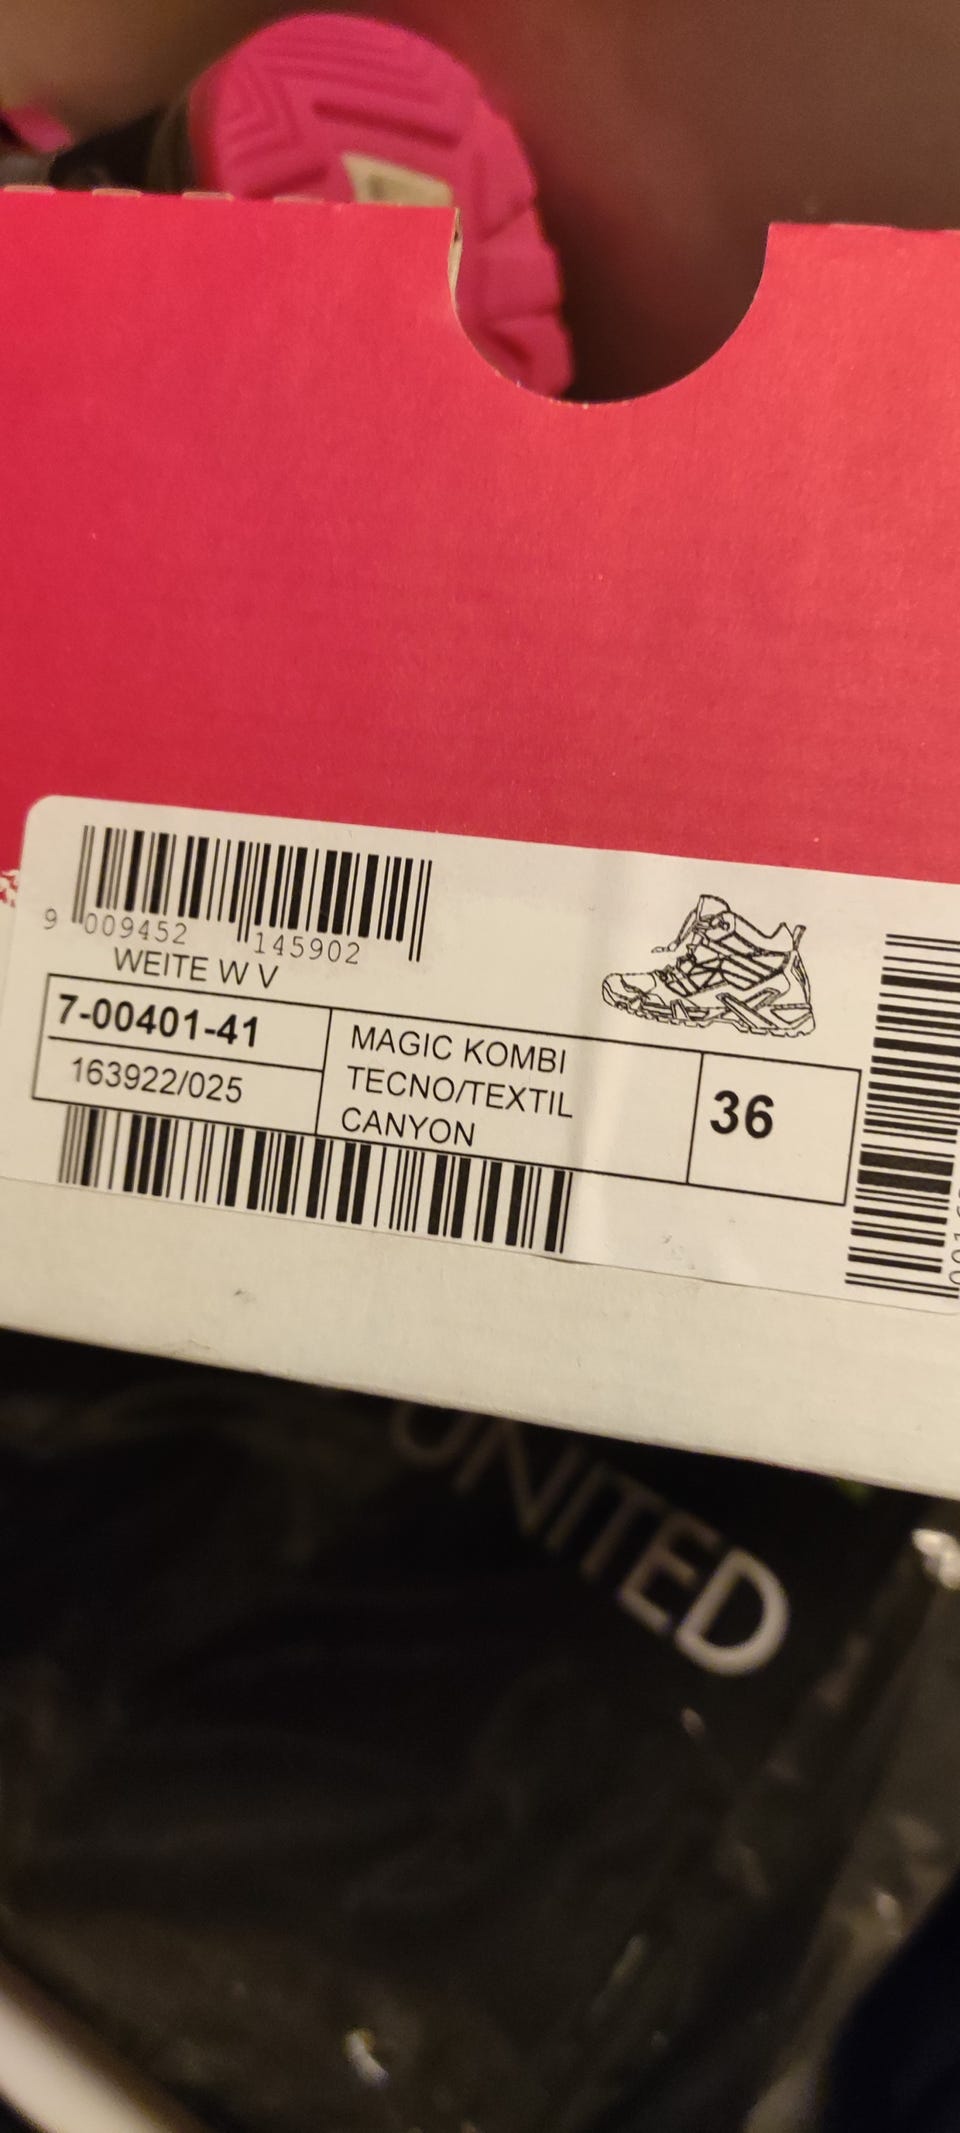 9 009452 145902
WEITE W V
7-00401-41
163922/025
MAGIC KOMBI
TECNO/TEXTIL
CANYON
36
UNITED